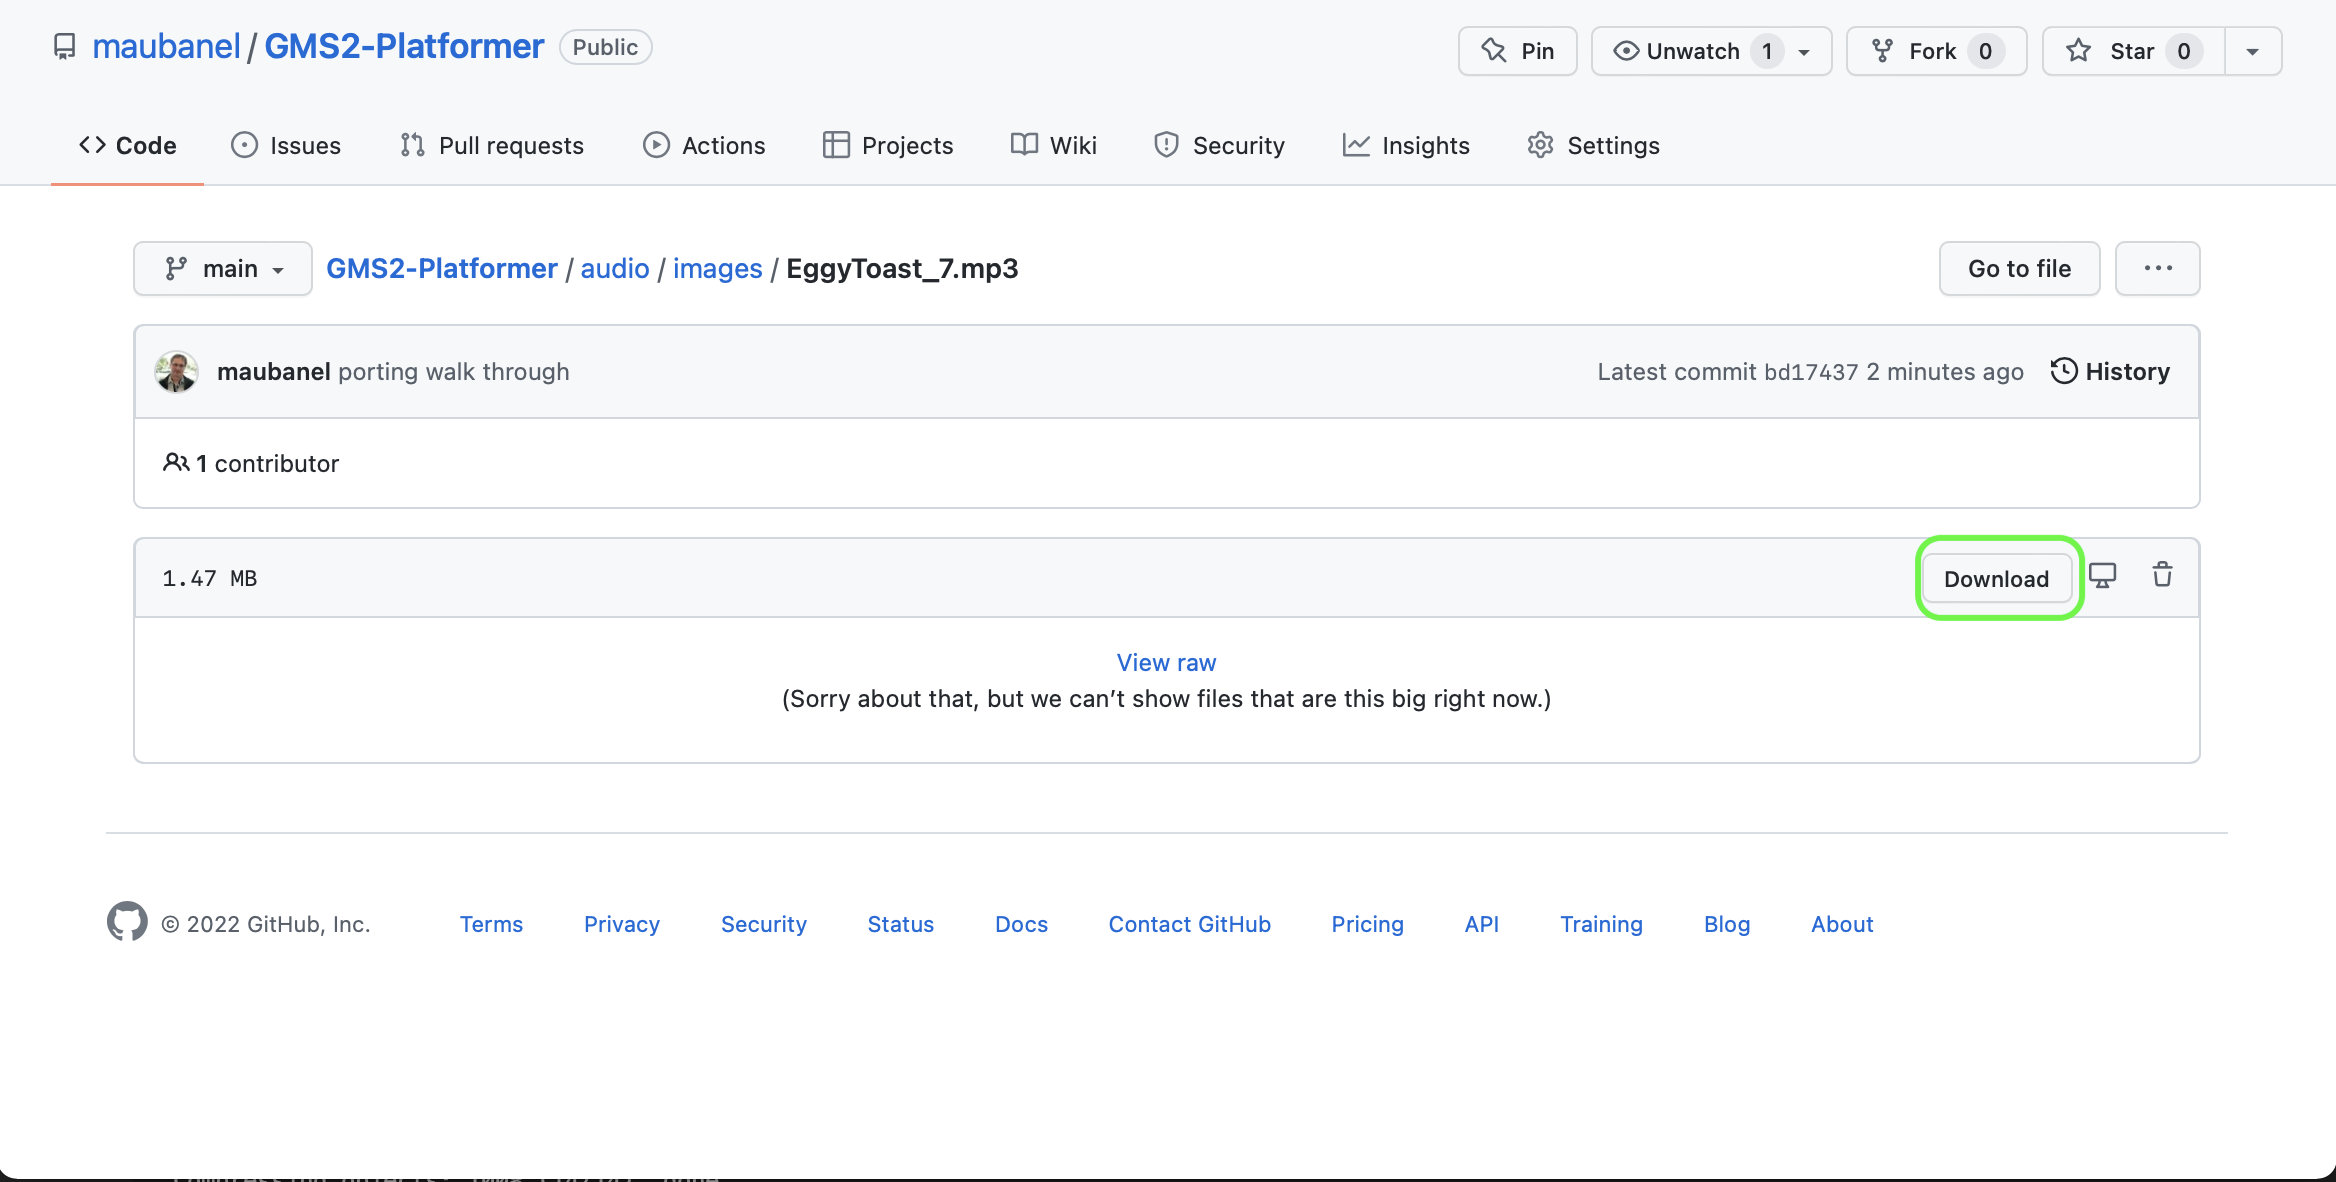 maubanel / GMS2-Platformer Public
Pin
Unwatch 1
Fork 0
Star 0
Code
Issues
Pull requests
Actions
Projects
Wiki
Security
Insights
Settings
main
GMS2-Platformer / audio / images / EggyToast_7.mp3
Go to file
...
maubanel porting walk through
Latest commit bd17437 2 minutes ago
History
1 contributor
1.47 MB
Download
View raw
(Sorry about that, but we can’t show files that are this big right now.)
© 2022 GitHub, Inc.
Terms
Privacy
Security
Status
Docs
Contact GitHub
Pricing
API
Training
Blog
About